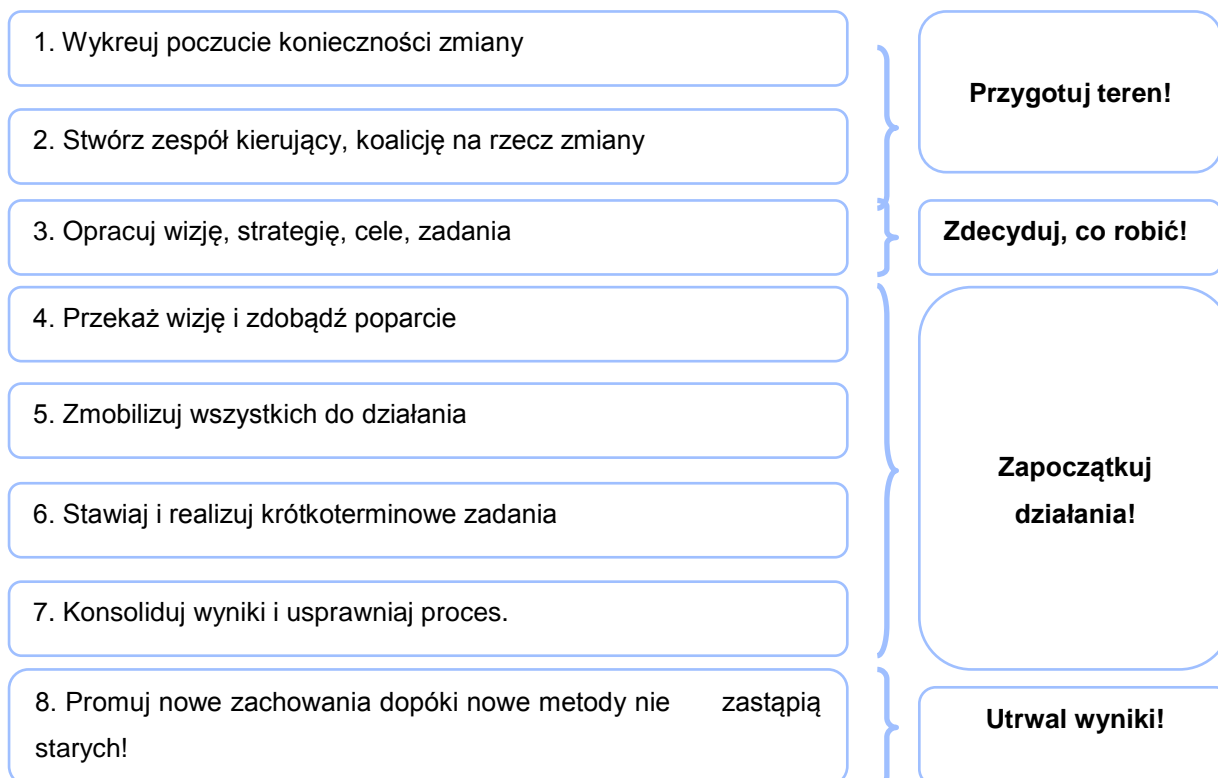 1. Wykreuj poczucie konieczności zmiany
Przygotuj teren!
2. Stwórz zespół kierujący, koalicję na rzecz zmiany
3. Opracuj wizję, strategię, cele, zadania
Zdecyduj, co robić!
4. Przekaż wizję i zdobądź poparcie
5. Zmobilizuj wszystkich do działania
Zapoczątkuj
działania!
6. Stawiaj i realizuj krótkoterminowe zadania
7. Konsoliduj wyniki i usprawniaj proces.
8. Promuj nowe zachowania dopóki nowe metody nie zastąpią
starych!
Utrwal wyniki!